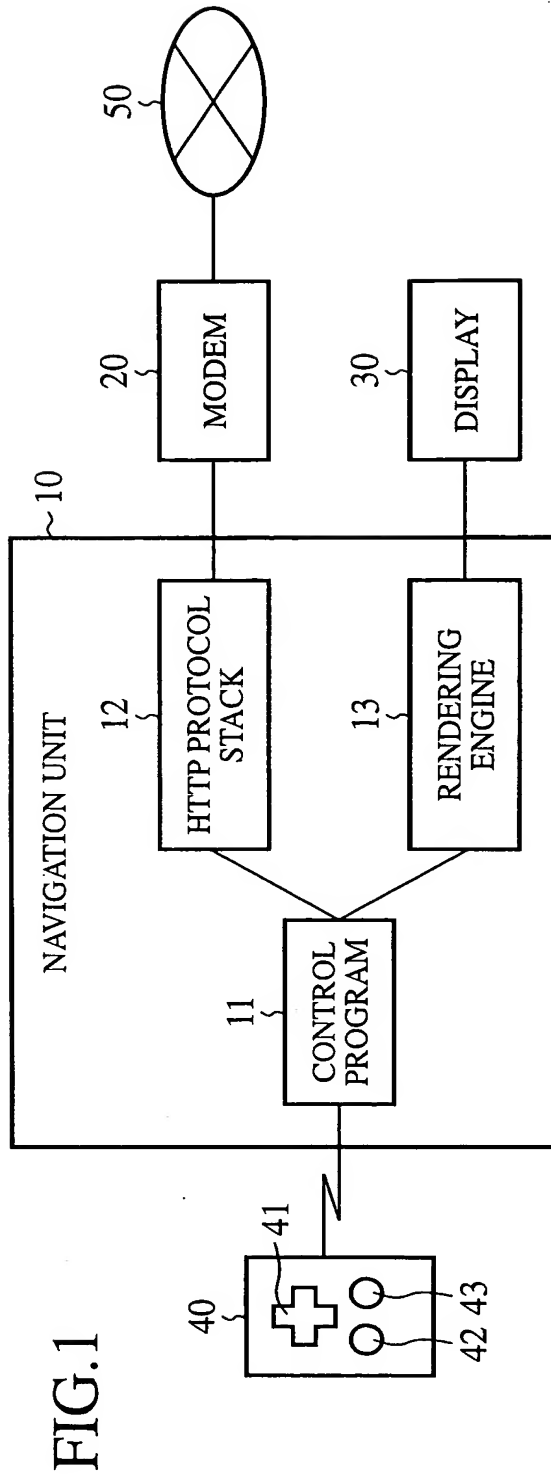 FIG.1
40
41
42
43
NAVIGATION UNIT
10
11
CONTROL
PROGRAM
12
HTTP PROTOCOL
STACK
13
RENDERING
ENGINE
20
MODEM
30
DISPLAY
50